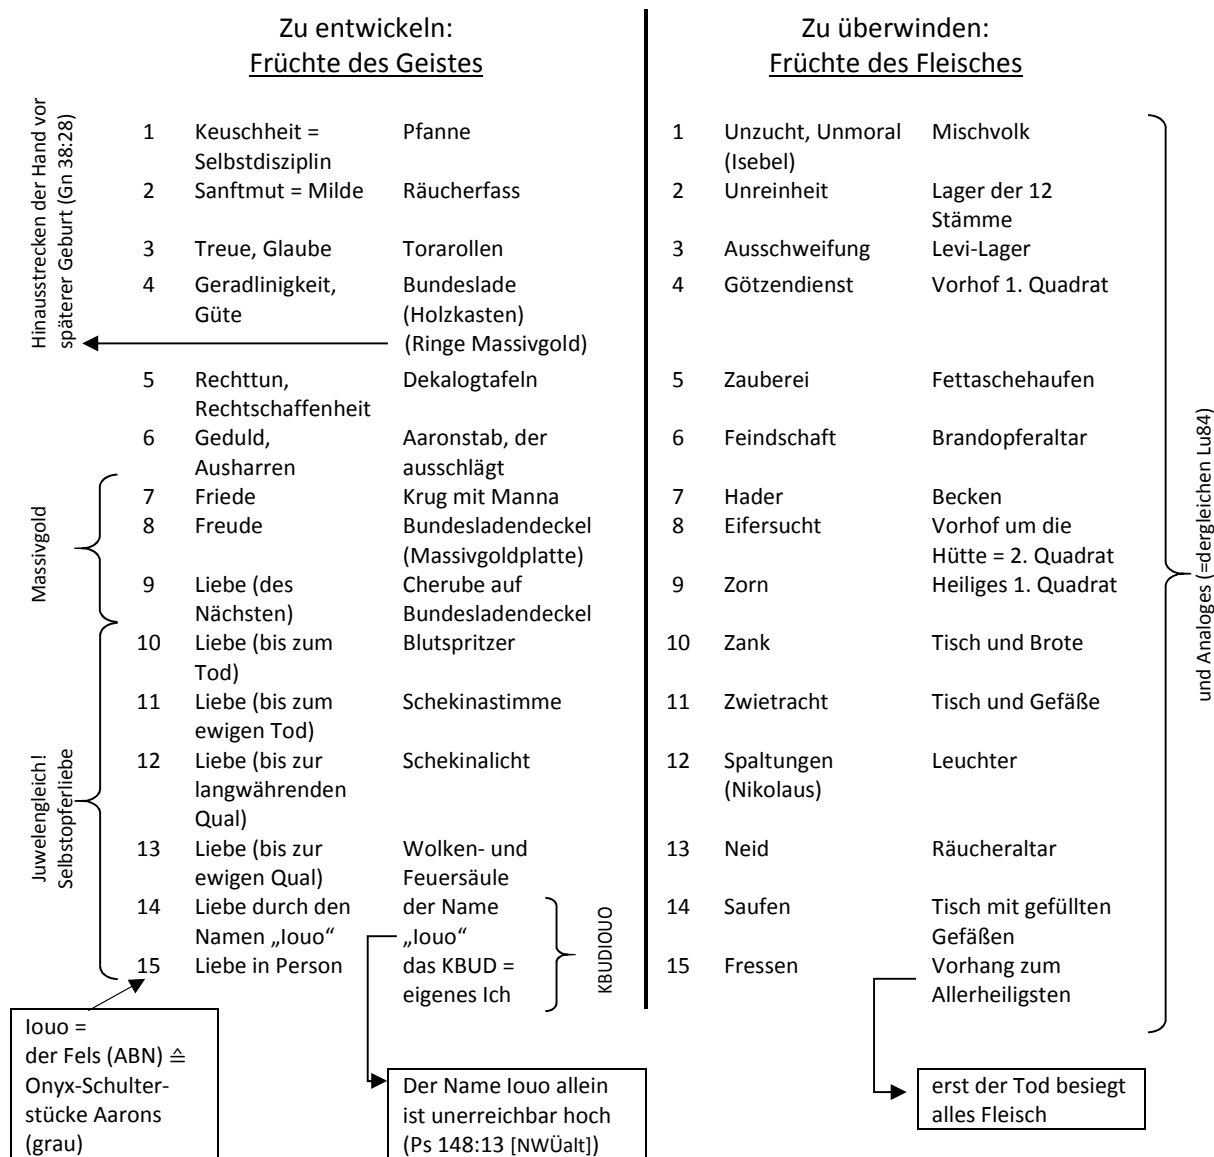 Zu entwickeln:
Früchte des Geistes
Hinausstrecken der Hand vor
späterer Geburt (Gn 38:28)
1 Keuschheit = Pfanne
Selbstdisziplin
2 Sanftmut = Milde Räucherfass
3 Treue, Glaube Torarollen
4 Geradlinigkeit, Bundeslade
Güte (Holzkasten)
(Ringe Massivgold)
5 Rechttun, Dekalogtafeln
Rechtschaffenheit
6 Geduld, Aaronstab, der
Ausharren ausschlägt
Massivgold
7 Friede Krug mit Manna
8 Freude Bundesladendeckel
(Massivgoldplatte)
9 Liebe (des Cherube auf
Nächsten) Bundesladendeckel
Juwelengleich!
Selbstopferliebe
10 Liebe (bis zum Blutspritzer
Tod)
11 Liebe (bis zum Schekinastimme
ewigen Tod)
12 Liebe (bis zur Schekinalicht
langwährenden
Qual)
13 Liebe (bis zur Wolken- und
ewigen Qual) Feuersäule
14 Liebe durch den der Name
Namen „Iouo“ „Iouo“
15 Liebe in Person das KBUD =
eigenes Ich
KBUDIOUO
Iouo =
der Fels (ABN) ≙
Onyx-Schulter-
stücke Aarons
(grau)
Der Name Iouo allein
ist unerreichbar hoch
(Ps 148:13 [NWÜalt])
Zu überwinden:
Früchte des Fleisches
1 Unzucht, Unmoral Mischvolk
(Isebel)
2 Unreinheit Lager der 12
Stämme
3 Ausschweifung Levi-Lager
4 Götzendienst Vorhof 1. Quadrat
5 Zauberei Fettaschehaufen
6 Feindschaft Brandopferaltar
7 Hader Becken
8 Eifersucht Vorhof um die
Hütte = 2. Quadrat
9 Zorn Heiliges 1. Quadrat
10 Zank Tisch und Brote
11 Zwietracht Tisch und Gefäße
12 Spaltungen Leuchter
(Nikolaus)
13 Neid Räucheraltar
14 Saufen Tisch mit gefüllten
Gefäßen
15 Fressen Vorhang zum
Allerheiligsten
und Analoges (=dergleichen Lu84)
erst der Tod besiegt
alles Fleisch